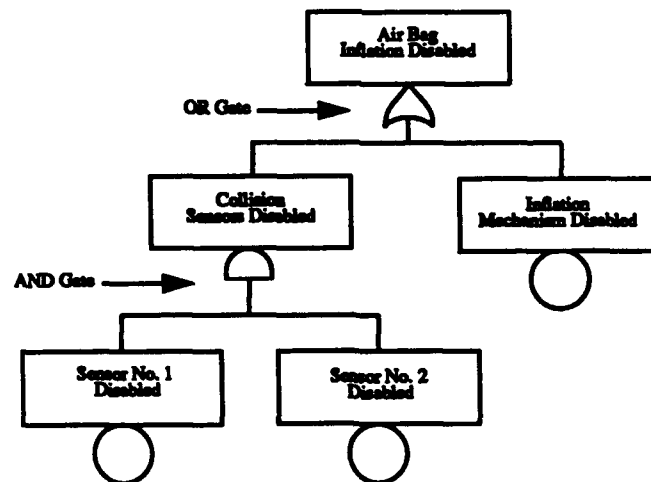 Air Bag
Inflation Disabled
OR Gate
Collision
Sensors Disabled
Inflation
Mechanism Disabled
AND Gate
Sensor No. 1
Disabled
Sensor No. 2
Disabled